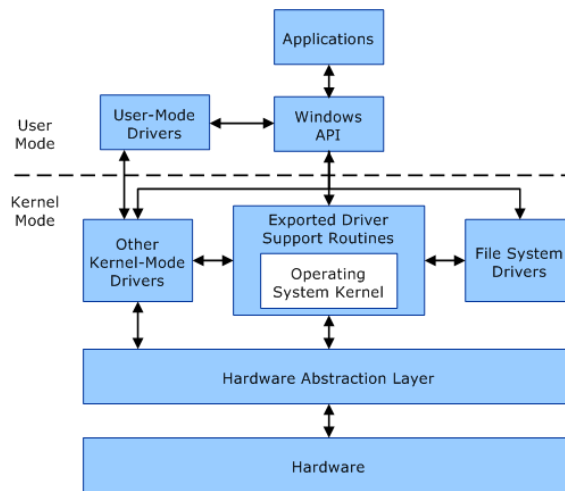 Applications
User
Mode
User-Mode
Drivers
Windows
API
Kernel
Mode
Other
Kernel-Mode
Drivers
Exported Driver
Support Routines
Operating
System Kernel
File System
Drivers
Hardware Abstraction Layer
Hardware